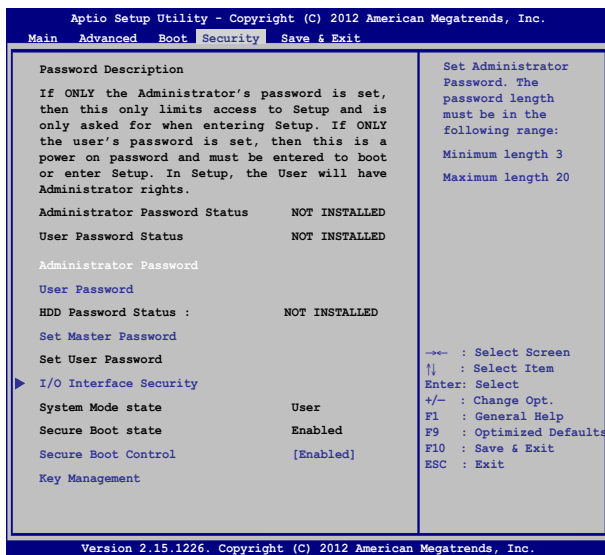 Aptio Setup Utility - Copyright (C) 2012 American Megatrends, Inc.
Main Advanced Boot Security Save & Exit
Password Description
If ONLY the Administrator's password is set,
then this only limits access to Setup and is
only asked for when entering Setup. If ONLY
the user's password is set, then this is a
power on password and must be entered to boot
or enter Setup. In Setup, the User will have
Administrator rights.
Administrator Password Status NOT INSTALLED
User Password Status NOT INSTALLED
Administrator Password
User Password
HDD Password Status : NOT INSTALLED
Set Master Password
Set User Password
I/O Interface Security
System Mode state User
Secure Boot state Enabled
Secure Boot Control [Enabled]
Key Management
Set Administrator
Password. The
password length
must be in the
following range:
Minimum length 3
Maximum length 20
→← : Select Screen
↑↓ : Select Item
Enter: Select
+/— : Change Opt.
F1 : General Help
F9 : Optimized Defaults
F10 : Save & Exit
ESC : Exit
Version 2.15.1226. Copyright (C) 2012 American Megatrends, Inc.